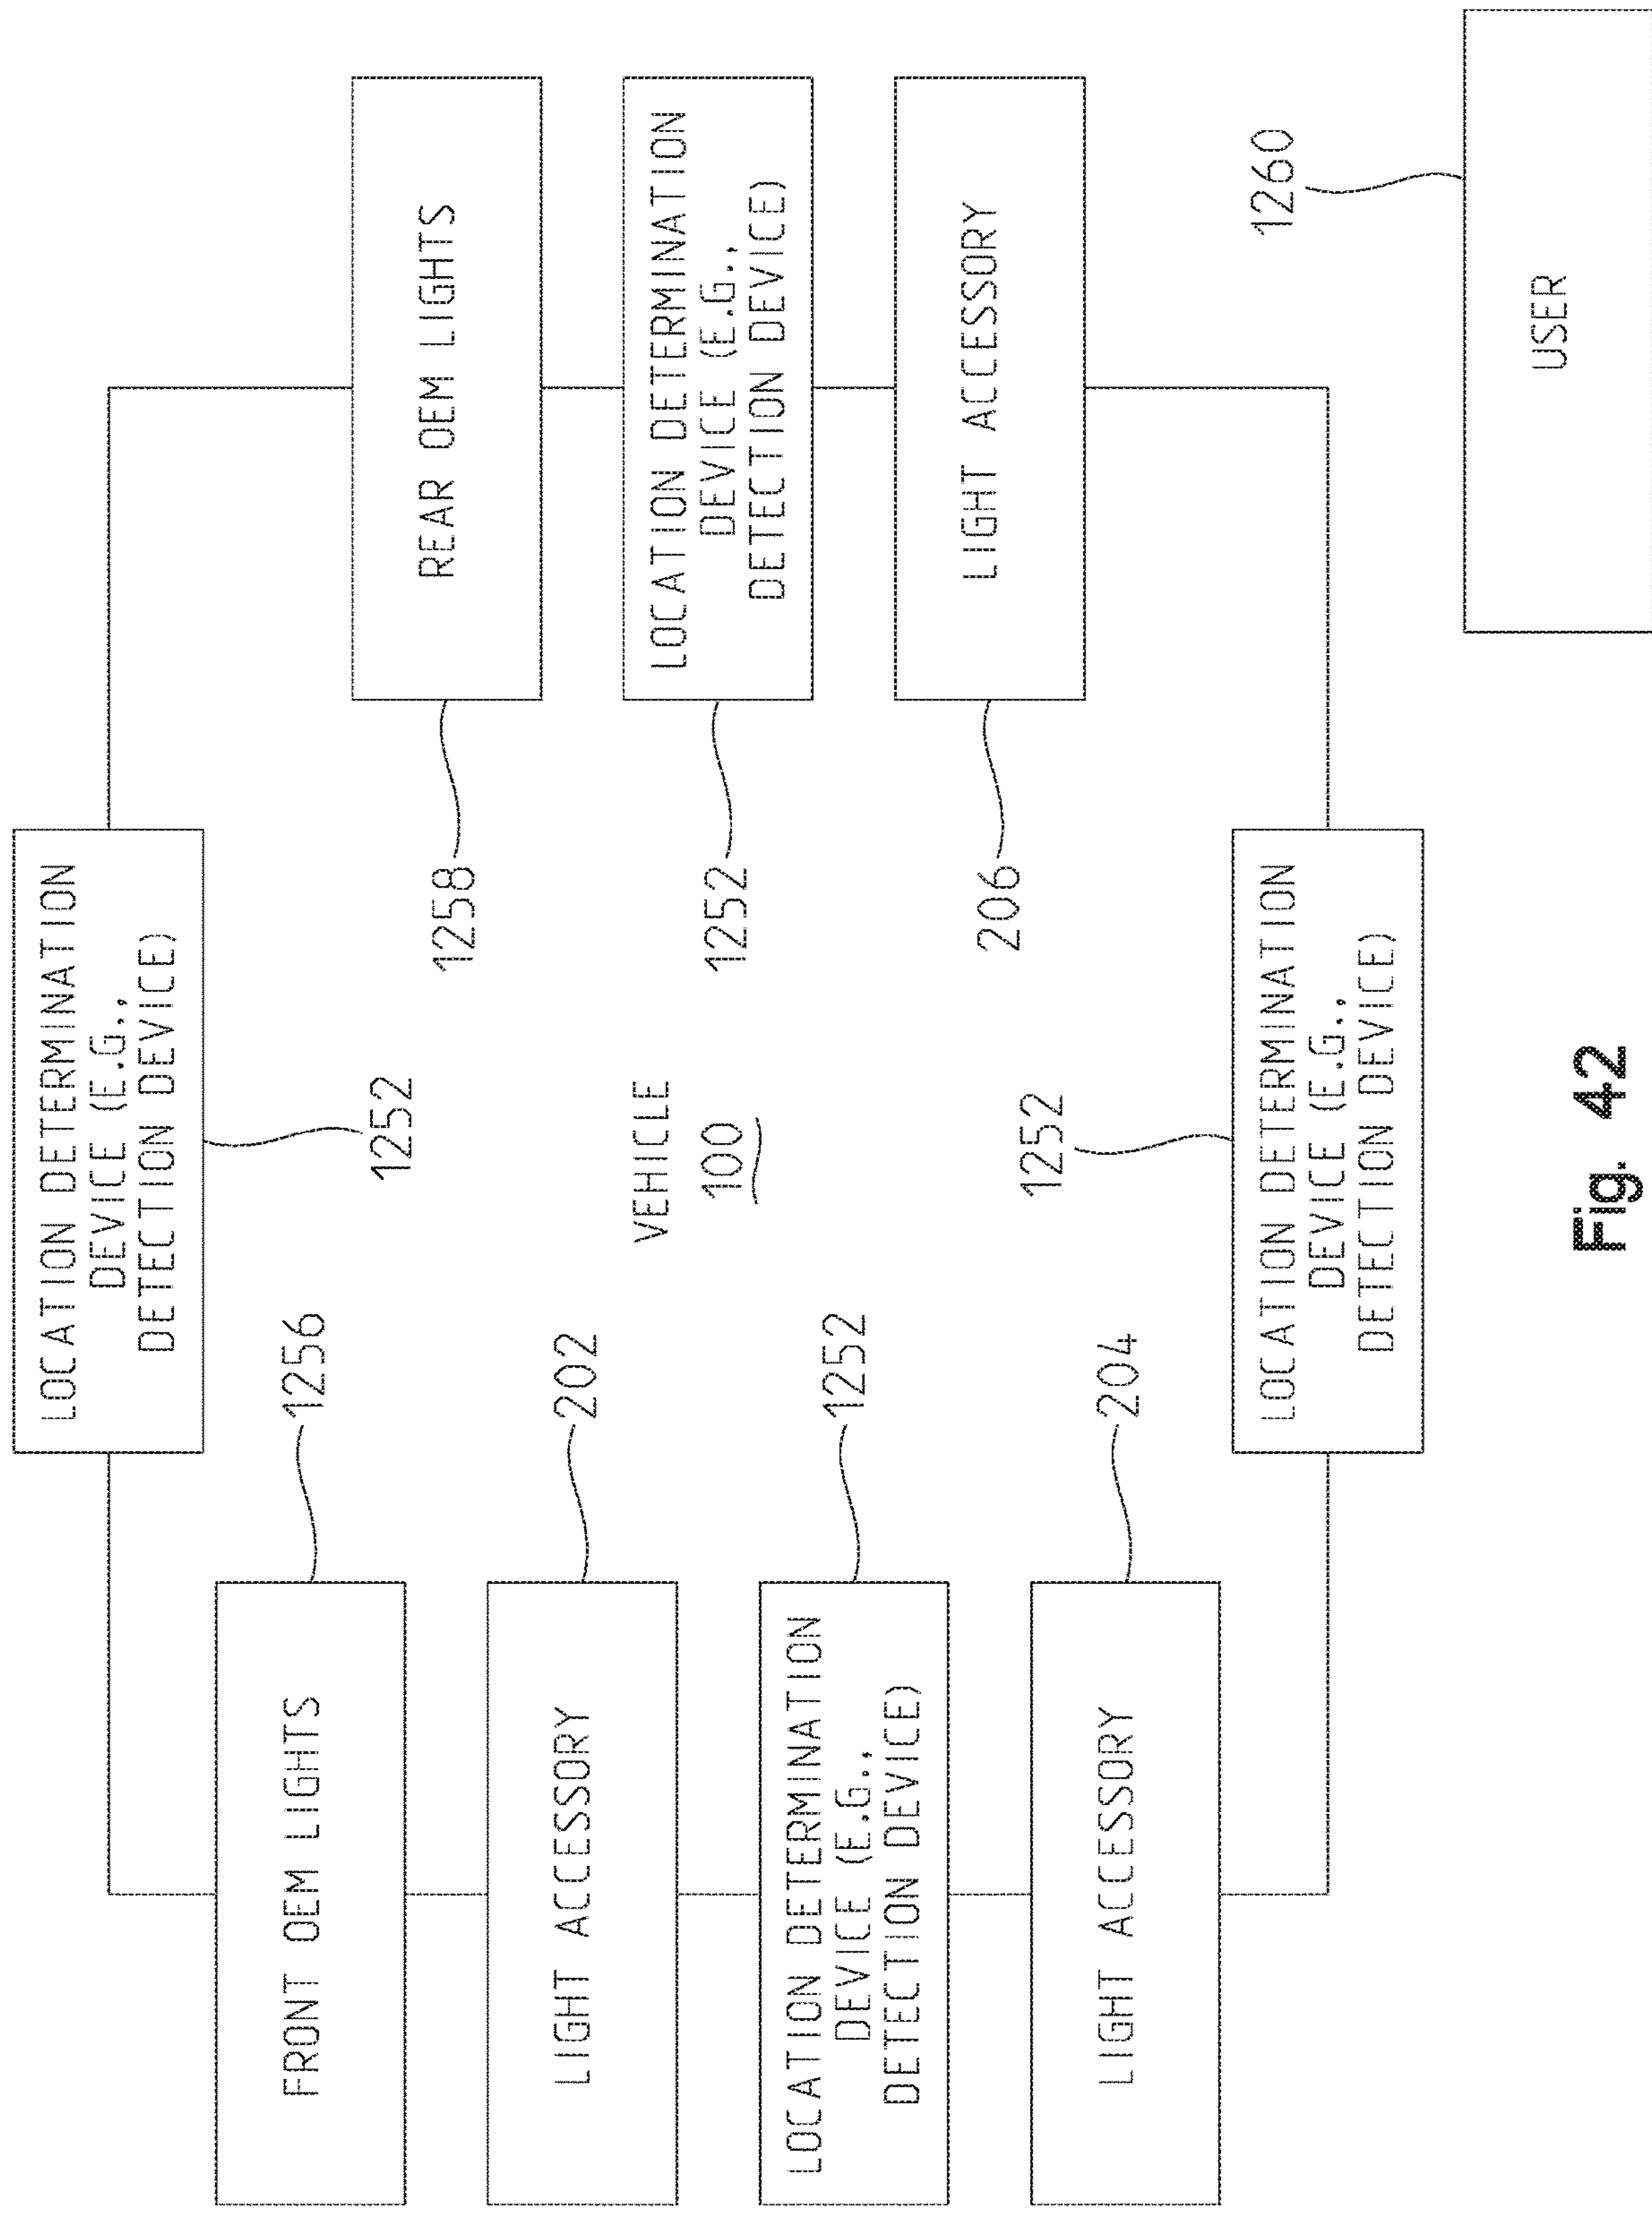 LOCATION DETERMINATION
DEVICE (E.G.,
DETECTION DEVICE)
1252
FRONT OEM LIGHTS
1256
LIGHT ACCESSORY
202
LOCATION DETERMINATION
DEVICE (E.G.,
DETECTION DEVICE)
1252
LIGHT ACCESSORY
204
VEHICLE
100
REAR OEM LIGHTS
1258
LOCATION DETERMINATION
DEVICE (E.G.,
DETECTION DEVICE)
1252
LIGHT ACCESSORY
206
1252
LOCATION DETERMINATION
DEVICE (E.G.,
DETECTION DEVICE)
1260
USER
Fig. 42